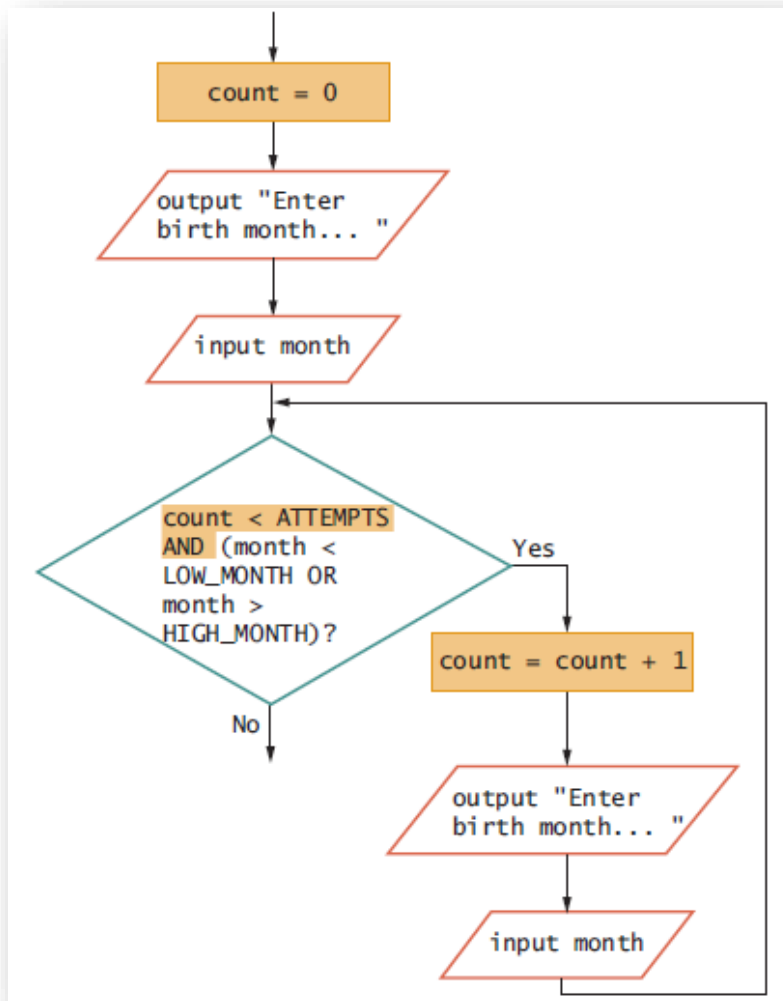 count = 0
output "Enter
birth month... "
input month
count < ATTEMPTS
AND (month <
LOW_MONTH OR
month >
HIGH_MONTH)?
Yes
count = count + 1
No
output "Enter
birth month... "
input month